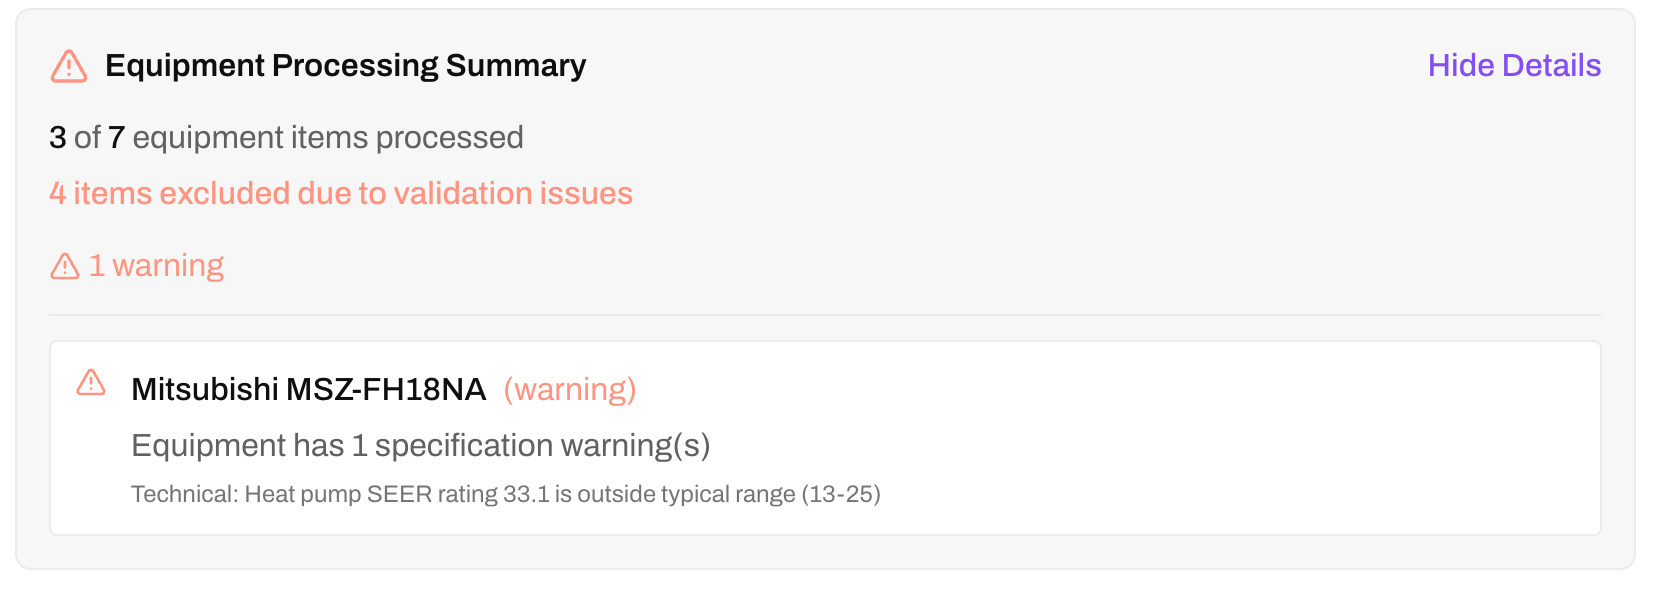 Equipment Processing Summary
Hide Details
3 of 7 equipment items processed
4 items excluded due to validation issues
1 warning
Mitsubishi MSZ-FH18NA (warning)
Equipment has 1 specification warning(s)
Technical: Heat pump SEER rating 33.1 is outside typical range (13-25)